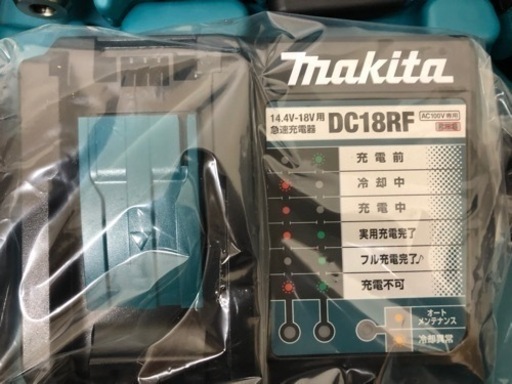 makita
14.4V-18V用
急速充電器
DC18RF
AC100V専用
充電前
冷却中
充電中
実用充電完了
フル充電完了♪
充電不可
オート
メンテナンス
冷却異常